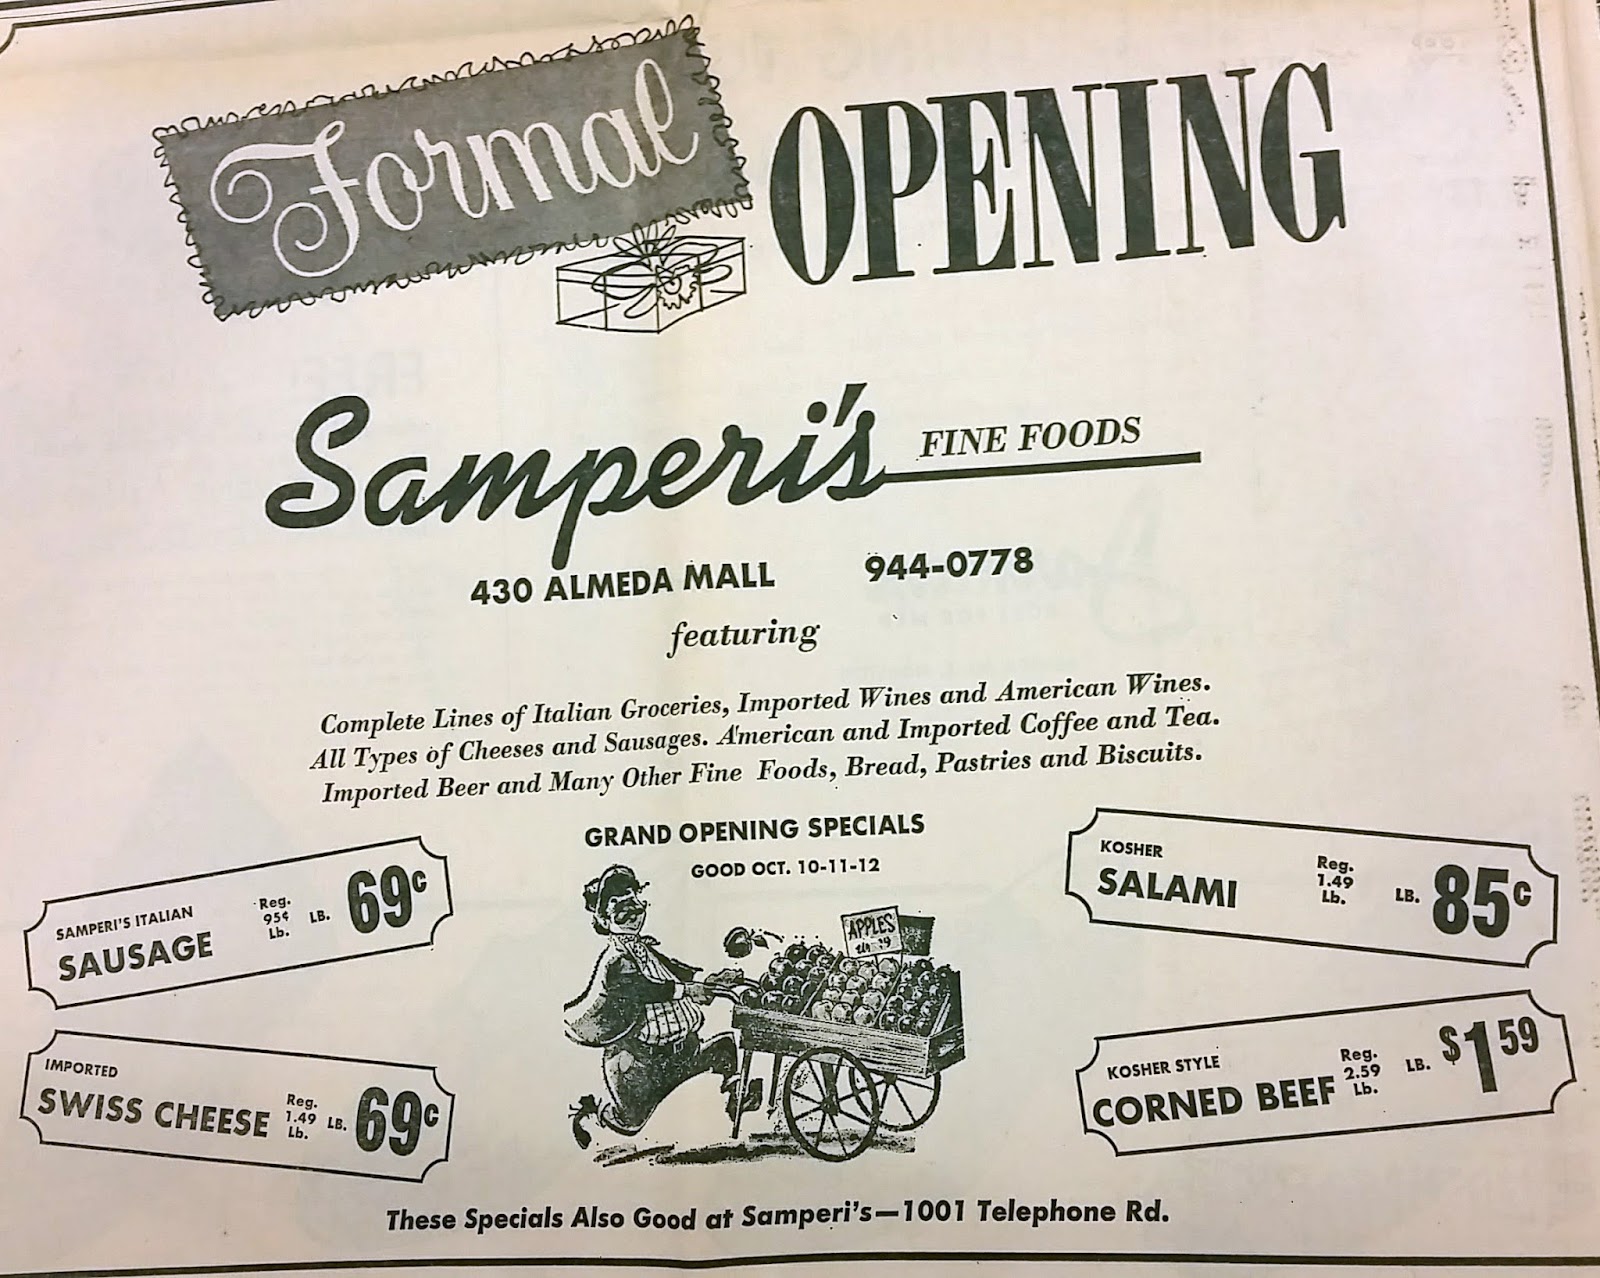 Formal OPENING
Samperi's FINE FOODS
430 ALMEDA MALL 944-0778
featuring
Complete Lines of Italian Groceries, Imported Wines and American Wines.
All Types of Cheeses and Sausages. American and Imported Coffee and Tea.
Imported Beer and Many Other Fine Foods, Bread, Pastries and Biscuits.
GRAND OPENING SPECIALS
GOOD OCT. 10-11-12
SAMPERI'S ITALIAN
SAUSAGE
Reg.
95¢
Lb.
LB. 69c
IMPORTED
SWISS CHEESE
Reg.
1.49
Lb.
LB. 69c
APPLES
KOSHER
SALAMI
Reg.
1.49
Lb.
LB. 85c
KOSHER STYLE
CORNED BEEF
Reg.
2.59
Lb.
LB. $1 59
These Specials Also Good at Samperi's—1001 Telephone Rd.